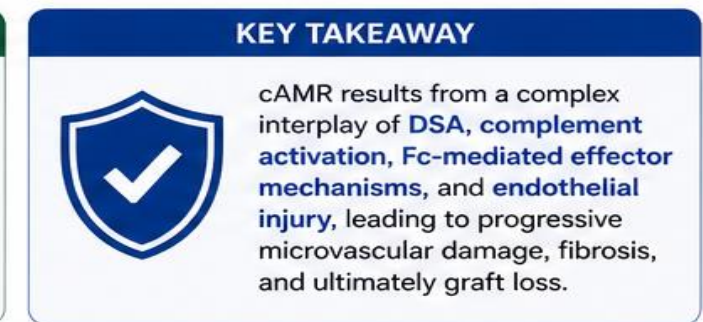 KEY TAKEAWAY
cAMR results from a complex
interplay of DSA, complement
activation, Fc-mediated effector
mechanisms, and endothelial
injury, leading to progressive
microvascular damage, fibrosis,
and ultimately graft loss.